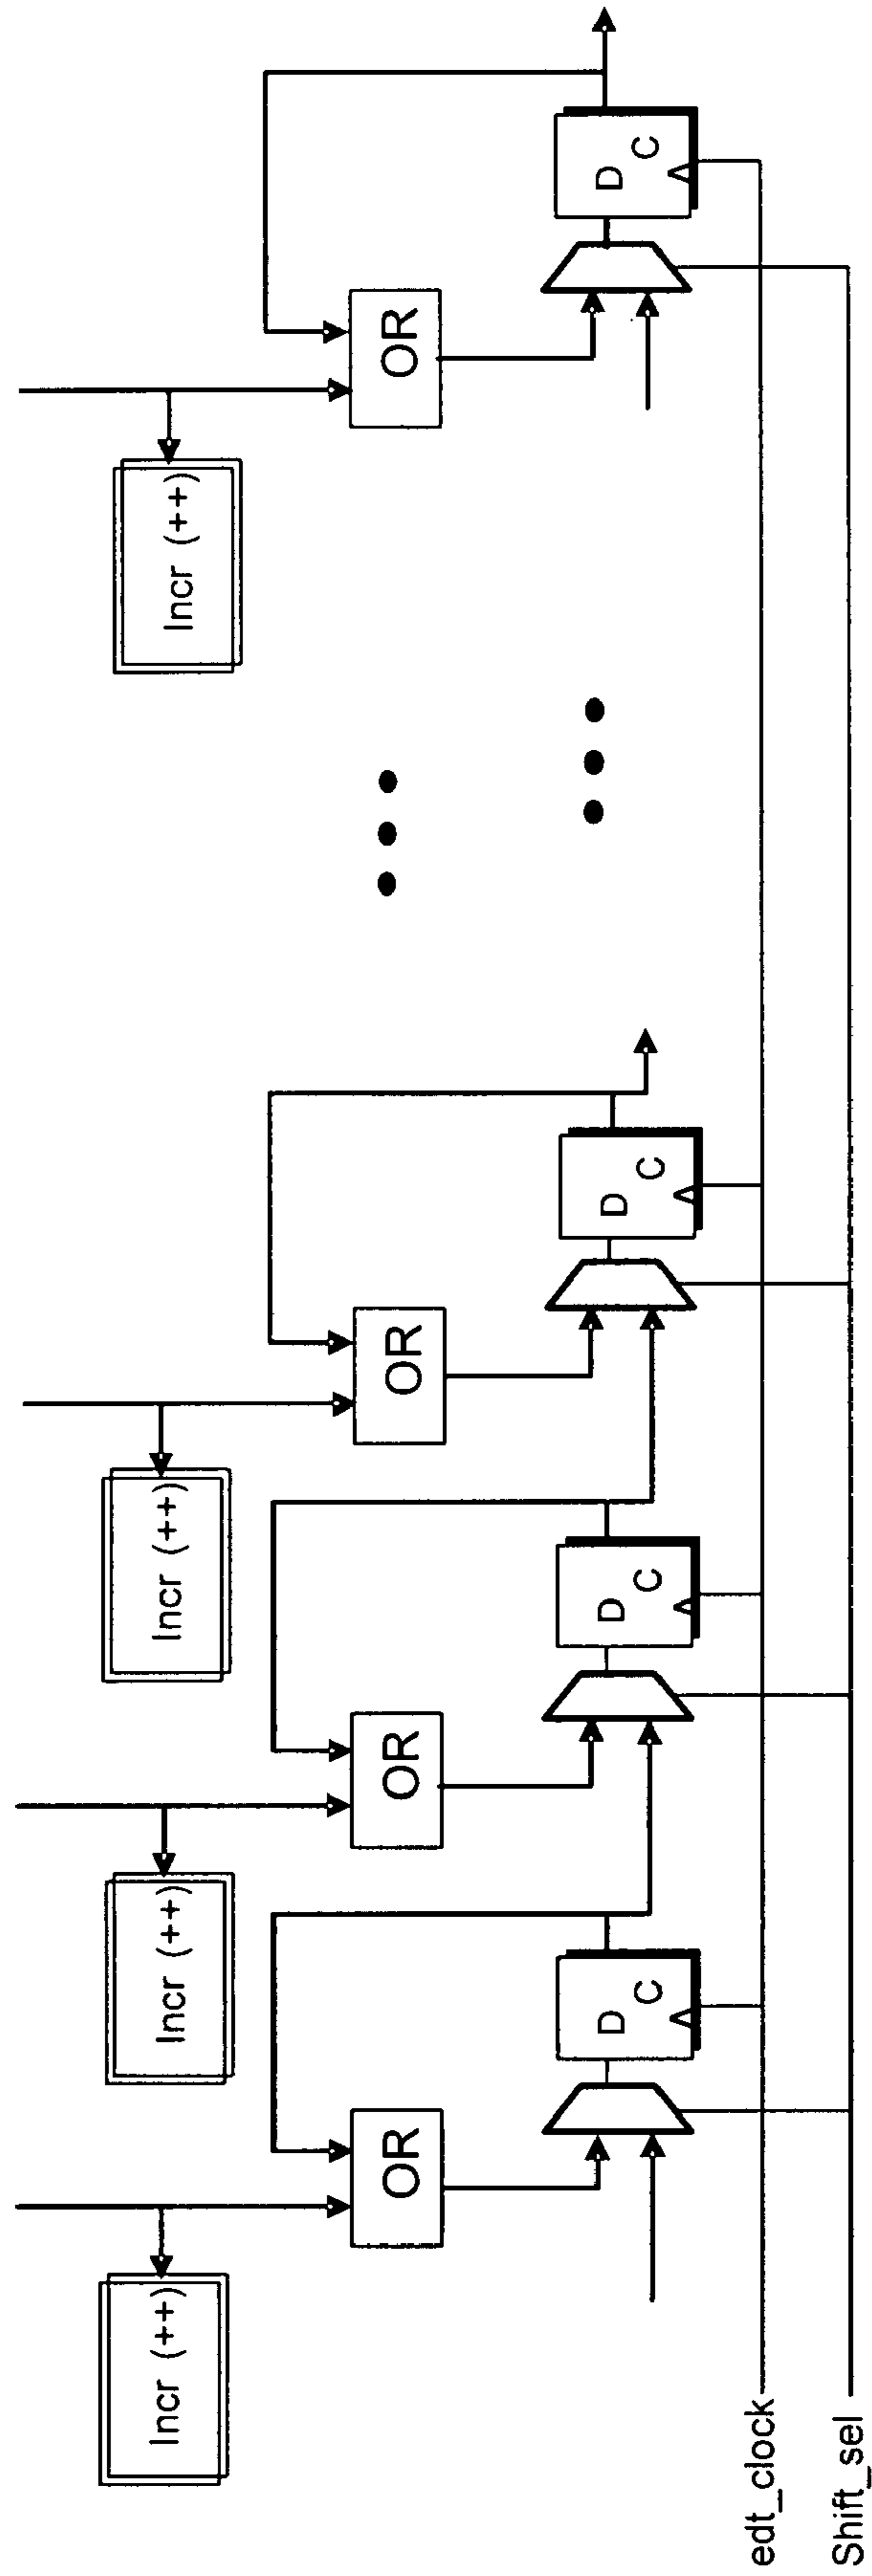 Incr (++)
Incr (++)
Incr (++)
Incr (++)
OR
OR
OR
OR
D
C
D
C
D
C
D
C
edt_clock
Shift_sel